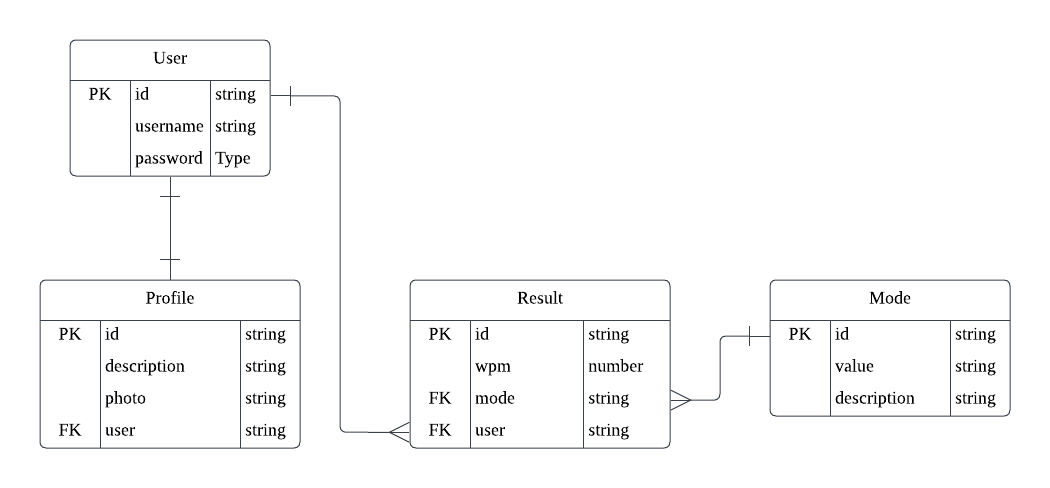 User
PK id string
username string
password Type
Profile
PK id string
description string
photo string
FK user string
Result
PK id string
wpm number
FK mode string
FK user string
Mode
PK id string
value string
description string